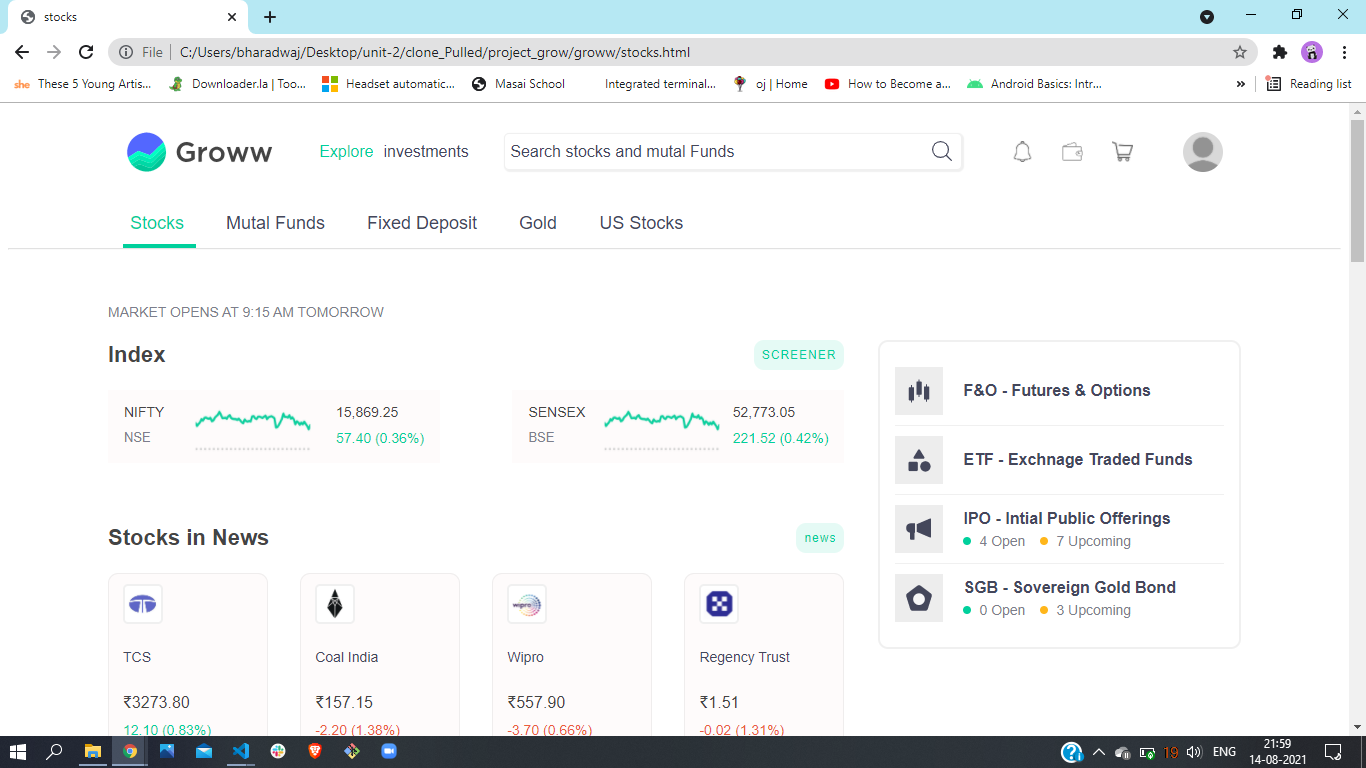 stocks
File | C:/Users/bharadwaj/Desktop/unit-2/clone_Pulled/project_grow/groww/stocks.html
she These 5 Young Artis... Downloader.la | Too... Headset automatic... Masai School Integrated terminal... oj | Home How to Become a... Android Basics: Intr... » Reading list
Groww Explore investments Search stocks and mutal Funds
Stocks Mutal Funds Fixed Deposit Gold US Stocks
MARKET OPENS AT 9:15 AM TOMORROW
Index SCREENER
NIFTY 15,869.25 SENSEX 52,773.05
NSE 57.40 (0.36%) BSE 221.52 (0.42%)
Stocks in News news
wipro
TCS Coal India Wipro Regency Trust
₹3273.80 ₹157.15 ₹557.90 ₹1.51
12.10 (0.83%) -2.20 (1.38%) -3.70 (0.66%) -0.02 (1.31%)
F&O - Futures & Options
ETF - Exchnage Traded Funds
IPO - Intial Public Offerings
4 Open 7 Upcoming
SGB - Sovereign Gold Bond
0 Open 3 Upcoming
19 ENG 21:59
14-08-2021